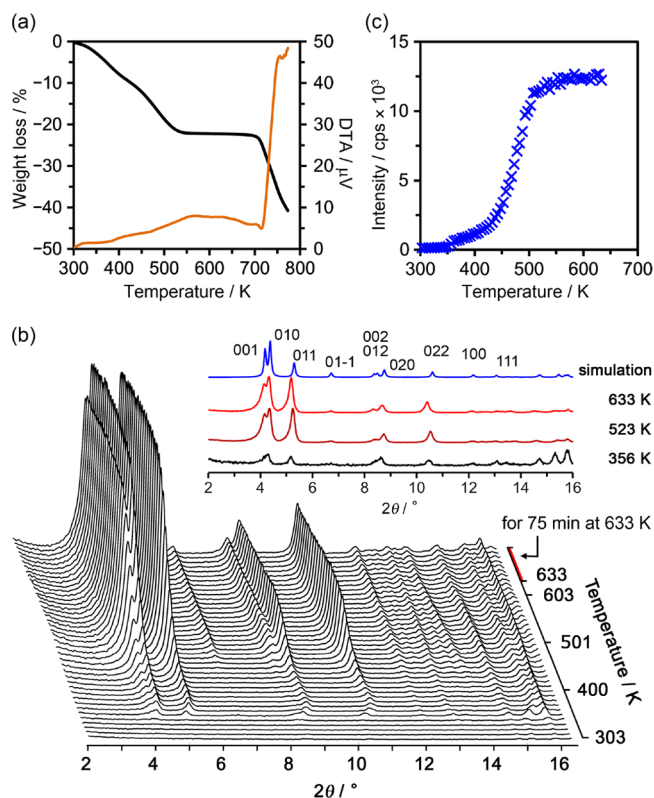 (a)
0
−10
−20
−30
−40
−50
Weight loss / %
50
40
30
20
10
0
DTA / μV
300 400 500 600 700 800
Temperature / K
(c)
15
10
5
0
Intensity / cps × 10³
300 400 500 600 700
Temperature / K
(b)
001 010 011 01-1 002 012 020 022 100 111
simulation
633 K
523 K
356 K
2 4 6 8 10 12 14 16
2θ / °
for 75 min at 633 K
633
603
501
400
303
Temperature / K
2 4 6 8 10 12 14 16
2θ / °